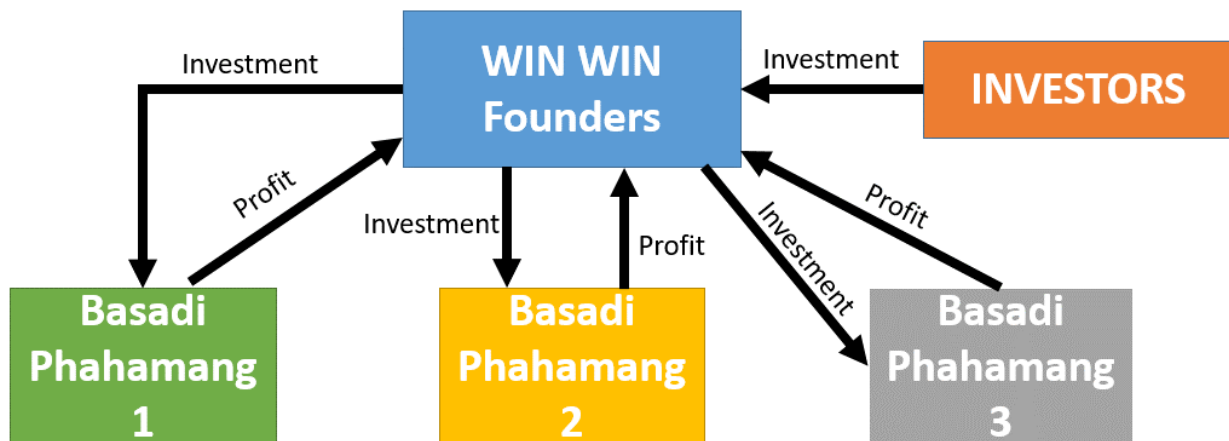 WIN WIN
Founders
INVESTORS
Investment
Investment
Profit
Investment
Profit
Investment
Profit
Basadi
Phahamang
1
Basadi
Phahamang
2
Basadi
Phahamang
3